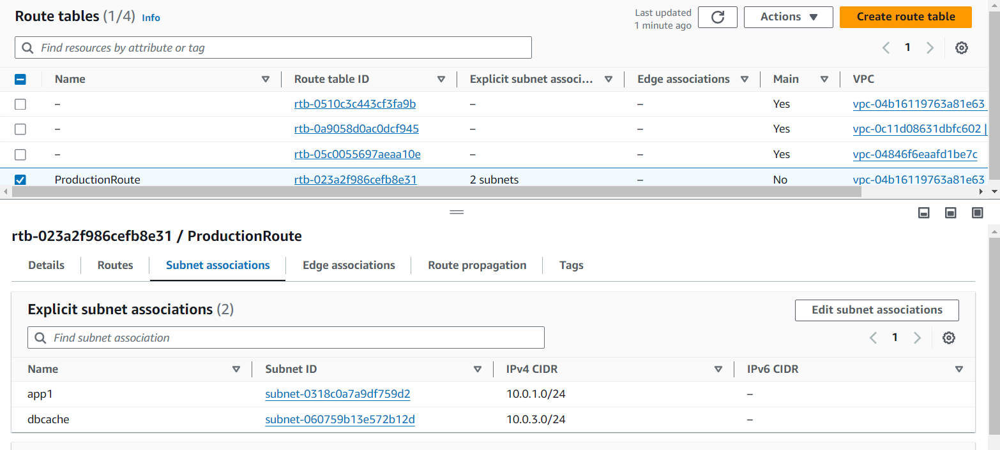 Route tables (1/4) Info
Last updated
1 minute ago
Actions
Create route table
Find resources by attribute or tag
1
Name Route table ID Explicit subnet associ... Edge associations Main VPC
– rtb-0510c3c443cf3fa9b – – Yes vpc-04b16119763a81e63
– rtb-0a9058d0ac0dcf945 – – Yes vpc-0c11d08631dbfc602 |
– rtb-05c0055697aeaa10e – – Yes vpc-04846f6eaafd1be7c
ProductionRoute rtb-023a2f986cefb8e31 2 subnets – No vpc-04b16119763a81e63
rtb-023a2f986cefb8e31 / ProductionRoute
Details Routes Subnet associations Edge associations Route propagation Tags
Explicit subnet associations (2)
Edit subnet associations
Find subnet association
1
Name Subnet ID IPv4 CIDR IPv6 CIDR
app1 subnet-0318c0a7a9df759d2 10.0.1.0/24 –
dbcache subnet-060759b13e572b12d 10.0.3.0/24 –